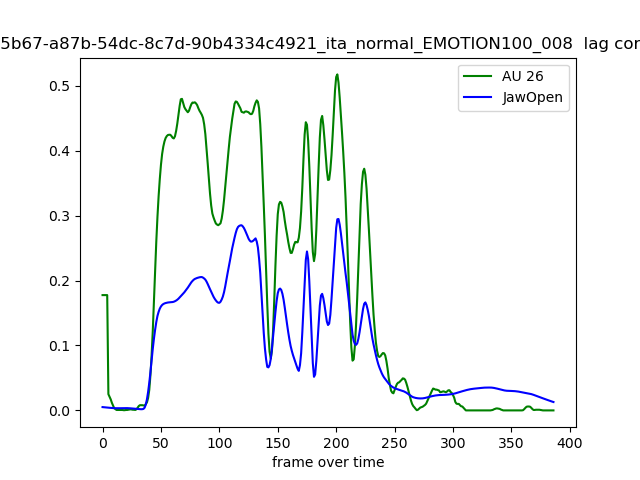 5b67-a87b-54dc-8c7d-90b4334c4921_ita_normal_EMOTION100_008 lag cor
AU 26
JawOpen
0.5
0.4
0.3
0.2
0.1
0.0
0 50 100 150 200 250 300 350 400
frame over time